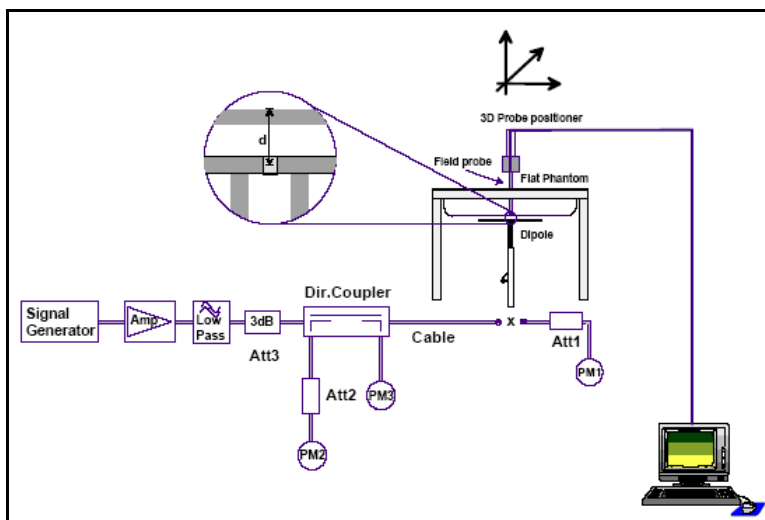 3D Probe positioner
d
Field probe
Flat Phantom
Dipole
Dir.Coupler
Signal
Generator
Amp
Low
Pass
3dB
Att3
Cable
x
Att1
PM1
Att2
PM3
PM2